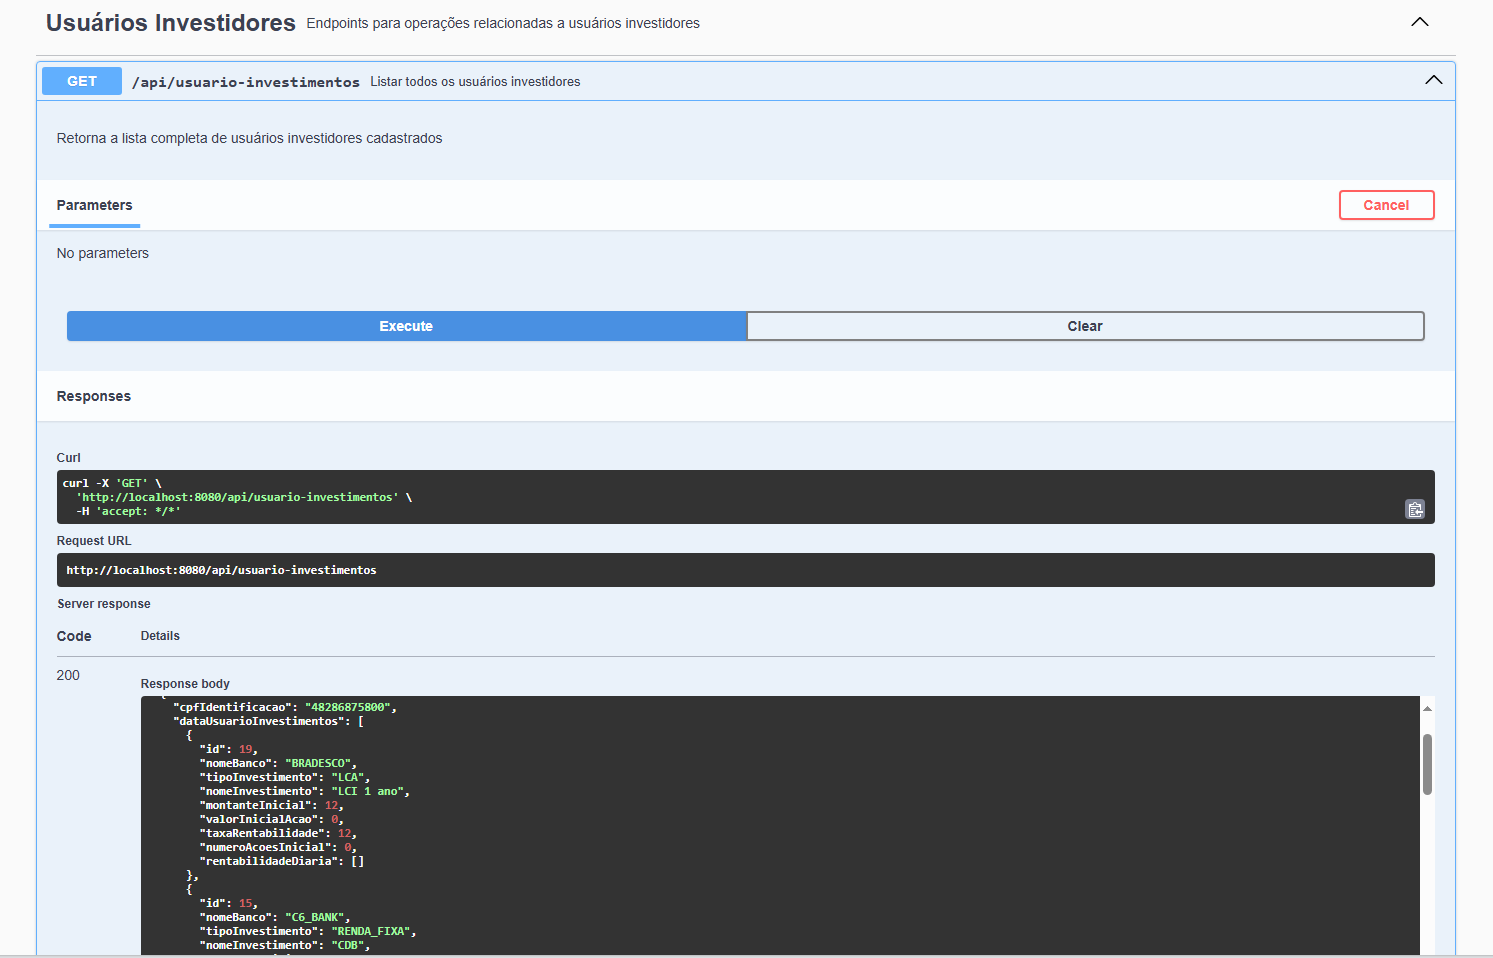 Usuários Investidores Endpoints para operações relacionadas a usuários investidores
GET /api/usuario-investimentos Listar todos os usuários investidores
Retorna a lista completa de usuários investidores cadastrados
Parameters Cancel
No parameters
Execute Clear
Responses
Curl
curl -X 'GET' \
'http://localhost:8080/api/usuario-investimentos' \
-H 'accept: */*'
Request URL
http://localhost:8080/api/usuario-investimentos
Server response
Code Details
200
Response body
"cpfIdentificacao": "48286875800",
"dataUsuarioInvestimentos": [
{
"id": 19,
"nomeBanco": "BRADESCO",
"tipoInvestimento": "LCA",
"nomeInvestimento": "LCI 1 ano",
"montanteInicial": 12,
"valorInicialAcao": 0,
"taxaRentabilidade": 12,
"numeroAcoesInicial": 0,
"rentabilidadeDiaria": []
},
{
"id": 15,
"nomeBanco": "C6_BANK",
"tipoInvestimento": "RENDA_FIXA",
"nomeInvestimento": "CDB",